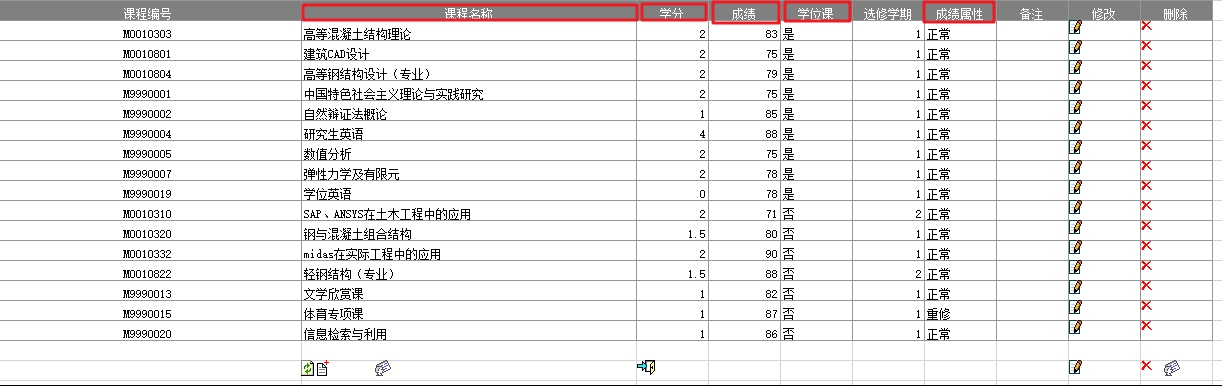 课程编号 课程名称 学分 成绩 学位课 选修学期 成绩属性 备注 修改 删除
M0010303 高等混凝土结构理论 2 83 是 1 正常
M0010801 建筑CAD设计 2 75 是 1 正常
M0010804 高等钢结构设计（专业） 2 79 是 1 正常
M9990001 中国特色社会主义理论与实践研究 2 75 是 1 正常
M9990002 自然辩证法概论 1 85 是 1 正常
M9990004 研究生英语 4 88 是 1 正常
M9990005 数值分析 2 75 是 1 正常
M9990007 弹性力学及有限元 2 78 是 1 正常
M9990019 学位英语 0 78 是 1 正常
M0010310 SAP、ANSYS在土木工程中的应用 2 71 否 2 正常
M0010320 钢与混凝土组合结构 1.5 80 否 1 正常
M0010332 midas在实际工程中的应用 2 90 否 1 正常
M0010822 轻钢结构（专业） 1.5 88 否 2 正常
M9990013 文学欣赏课 1 82 否 1 正常
M9990015 体育专项课 1 87 否 1 重修
M9990020 信息检索与利用 1 86 否 1 正常